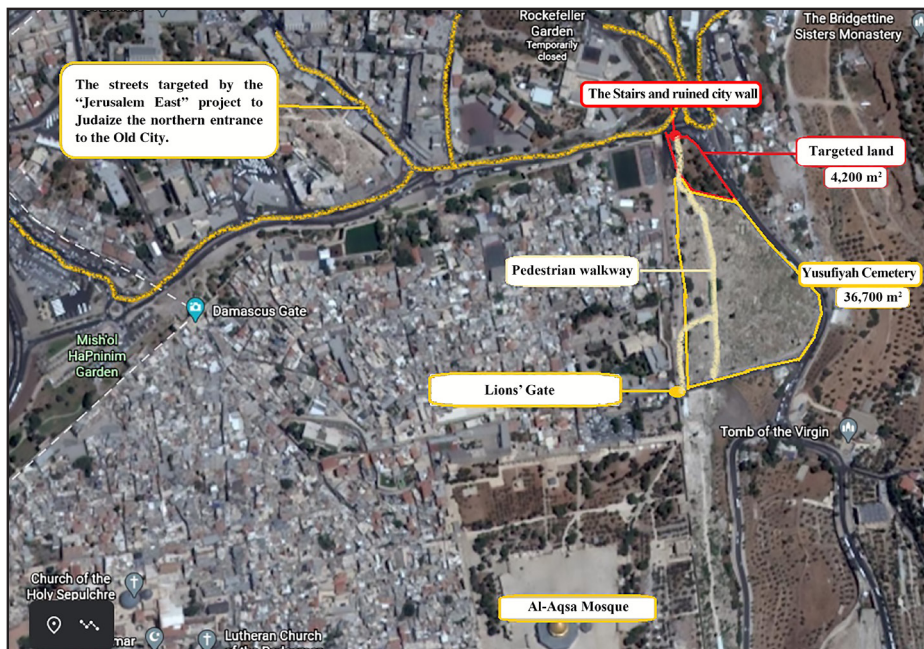 Rockefeller
Garden
Temporarily
closed
The Bridgettine
Sisters Monastery
The streets targeted by the
“Jerusalem East” project to
Judaize the northern entrance
to the Old City.
The Stairs and ruined city wall
Targeted land
4,200 m²
Pedestrian walkway
Yusufiyah Cemetery
36,700 m²
Damascus Gate
Mish'ol
HaPninim
Garden
Lions’ Gate
Tomb of the Virgin
Church of the
Holy Sepulchre
Al-Aqsa Mosque
mar
Lutheran Church